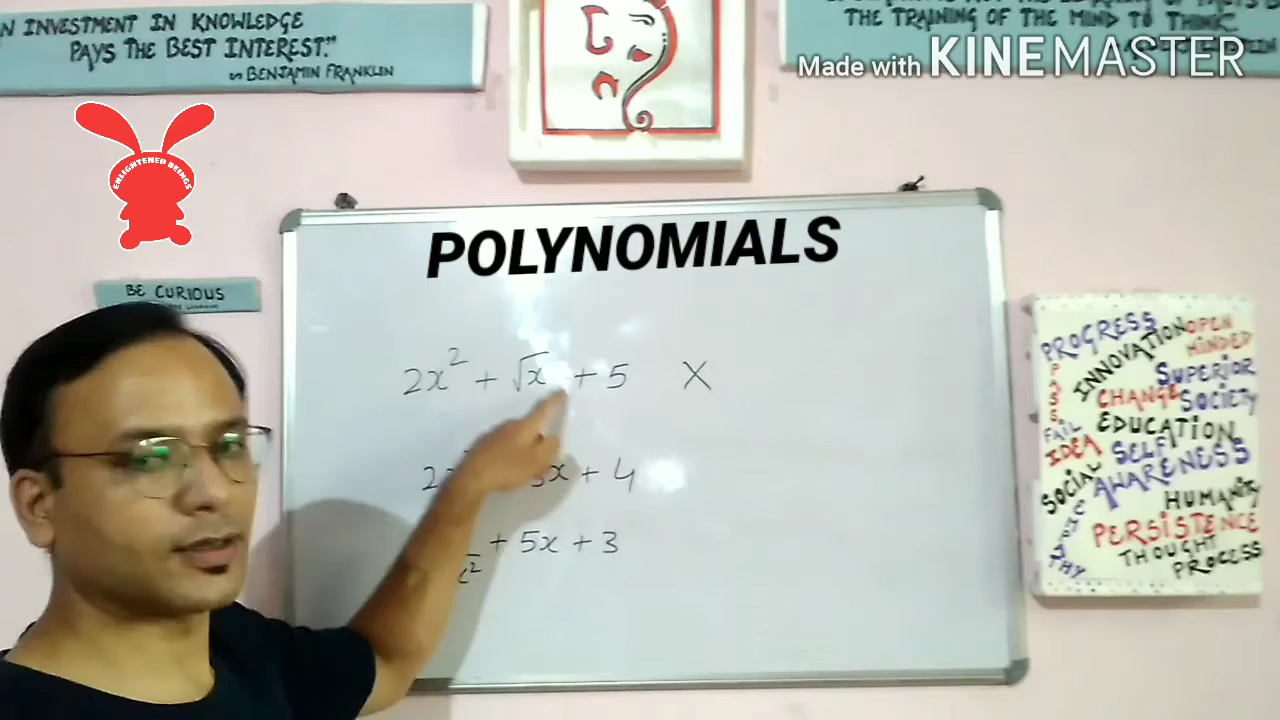 N INVESTMENT IN KNOWLEDGE
PAYS THE BEST INTEREST."
BENJAMIN FRANKLIN
THE TRAINING OF THE MIND TO THINK
Made with KINEMASTER
ENLIGHTENED BEINGS
BE CURIOUS
POLYNOMIALS
2x² + √x + 5 X
x + 4
+ 5x + 3
PROGRESS
OPEN
MINDED
INNOVATION
SUPERIOR
PASS
CHANGE
SOCIETY
FAIL
EDUCATION
IDEA
SELF
AWARENESS
SOCIAL
HUMANITY
PERSISTENCE
THOUGHT
PROCESS